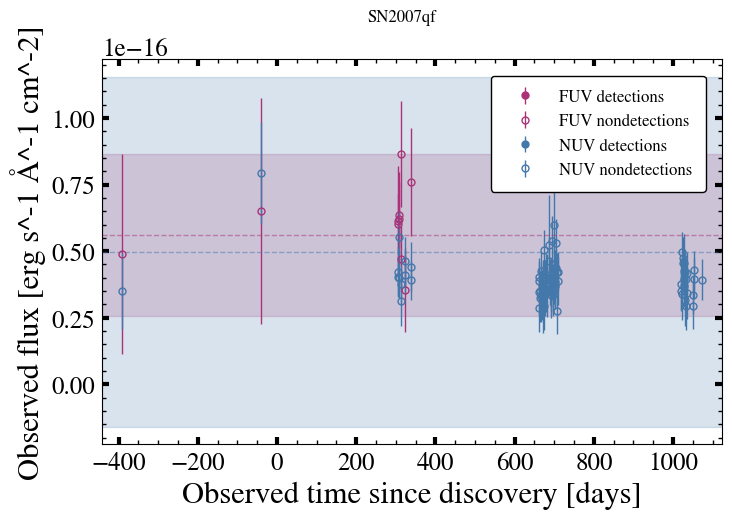 SN2007qf
1e−16
Observed flux [erg s^-1 Å^-1 cm^-2]
1.00
0.75
0.50
0.25
0.00
FUV detections
FUV nondetections
NUV detections
NUV nondetections
−400 −200 0 200 400 600 800 1000
Observed time since discovery [days]